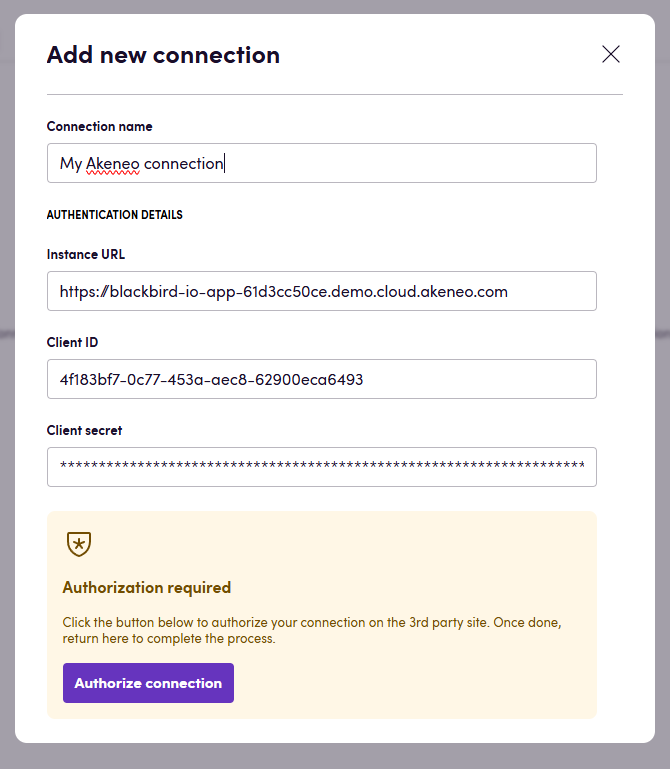 Add new connection
Connection name
My Akeneo connection
AUTHENTICATION DETAILS
Instance URL
https://blackbird-io-app-61d3cc50ce.demo.cloud.akeneo.com
Client ID
4f183bf7-0c77-453a-aec8-62900eca6493
Client secret
**********************************************************************
Authorization required
Click the button below to authorize your connection on the 3rd party site. Once done,
return here to complete the process.
Authorize connection